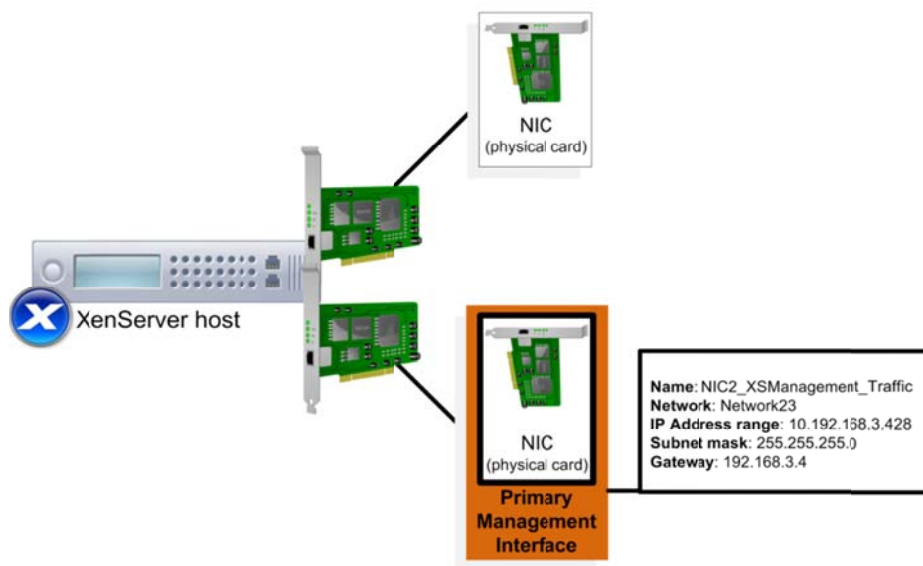 NIC
(physical card)
XenServer host
NIC
(physical card)
Primary
Management
Interface
Name: NIC2_XSManagement_Traffic
Network: Network23
IP Address range: 10.192.168.3.428
Subnet mask: 255.255.255.0
Gateway: 192.168.3.4